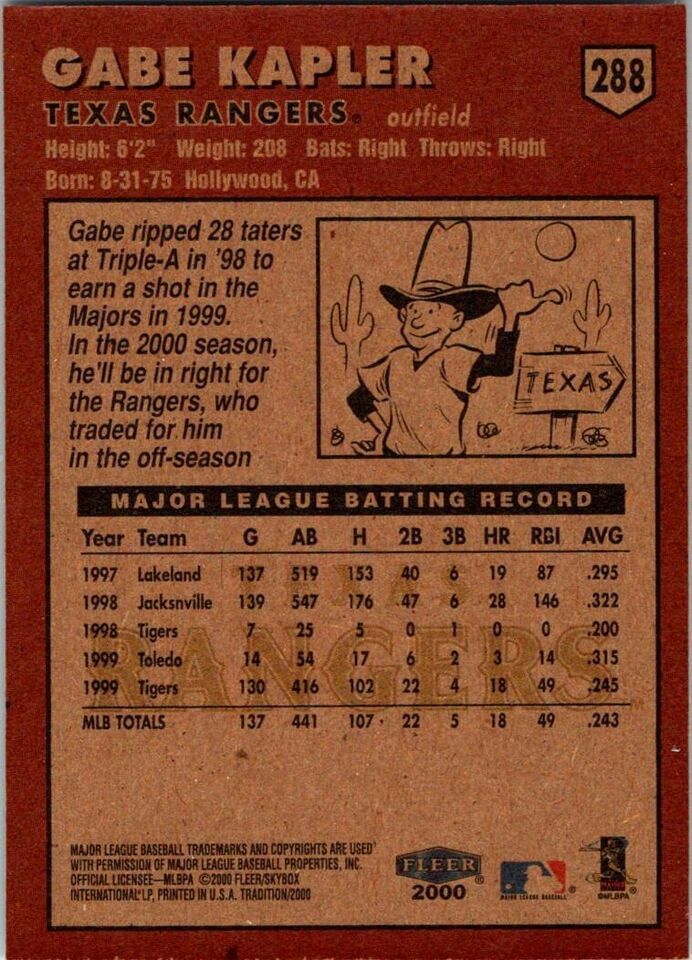 GABE KAPLER
288
TEXAS RANGERS® outfield
Height: 6'2" Weight: 208 Bats: Right Throws: Right
Born: 8-31-75 Hollywood, CA
Gabe ripped 28 taters
at Triple-A in '98 to
earn a shot in the
Majors in 1999.
In the 2000 season,
he'll be in right for
the Rangers, who
traded for him
in the off-season
TEXAS
MAJOR LEAGUE BATTING RECORD
Year Team G AB H 2B 3B HR RBI AVG
1997 Lakeland 137 519 153 40 6 19 87 .295
1998 Jacksnville 139 547 176 47 6 28 146 .322
1998 Tigers 7 25 5 0 1 0 0 .200
1999 Toledo 14 54 17 6 2 3 14 .315
1999 Tigers 130 416 102 22 4 18 49 .245
MLB TOTALS 137 441 107 22 5 18 49 .243
TEXAS
RANGERS™
MAJOR LEAGUE BASEBALL TRADEMARKS AND COPYRIGHTS ARE USED
WITH PERMISSION OF MAJOR LEAGUE BASEBALL PROPERTIES, INC.
OFFICIAL LICENSEE—MLBPA ©2000 FLEER/SKYBOX
INTERNATIONAL LP, PRINTED IN U.S.A. TRADITION/2000
FLEER®
2000
MAJOR LEAGUE BASEBALL
©MLBPA